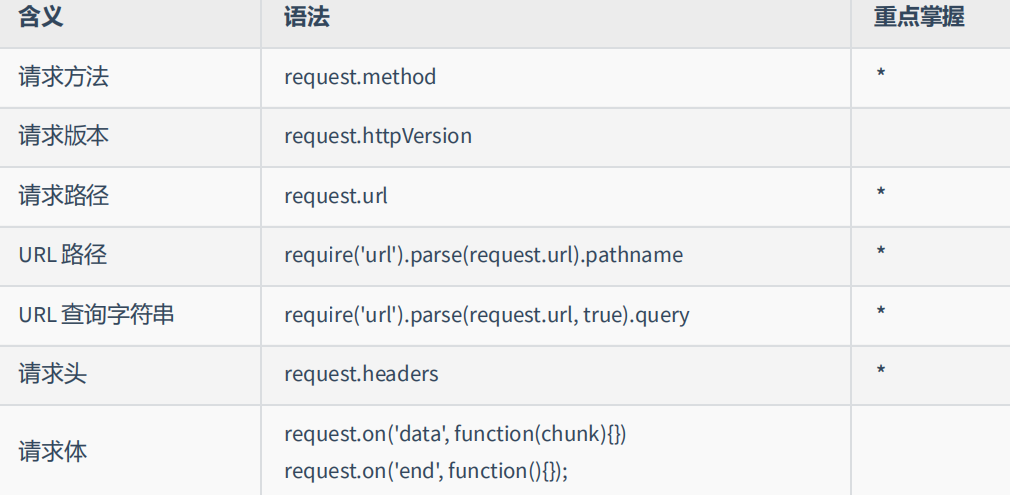 含义 语法 重点掌握
请求方法 request.method *
请求版本 request.httpVersion
请求路径 request.url *
URL 路径 require('url').parse(request.url).pathname *
URL 查询字符串 require('url').parse(request.url, true).query *
请求头 request.headers *
请求体 request.on('data', function(chunk){})
request.on('end', function(){});